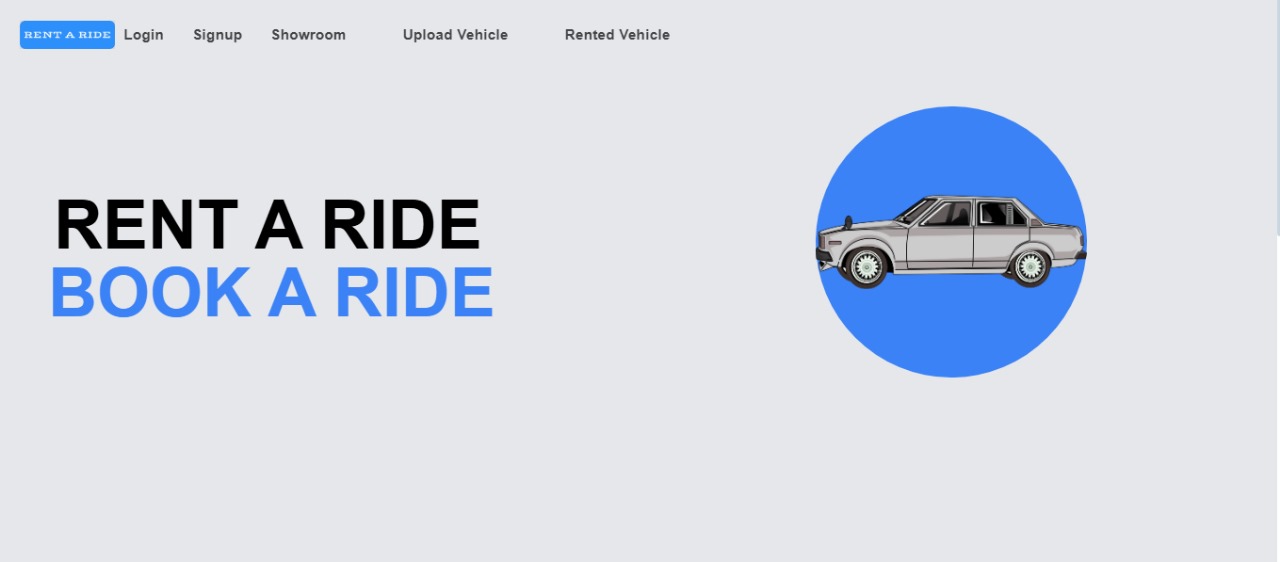 RENT A RIDE Login Signup Showroom Upload Vehicle Rented Vehicle
RENT A RIDE
BOOK A RIDE